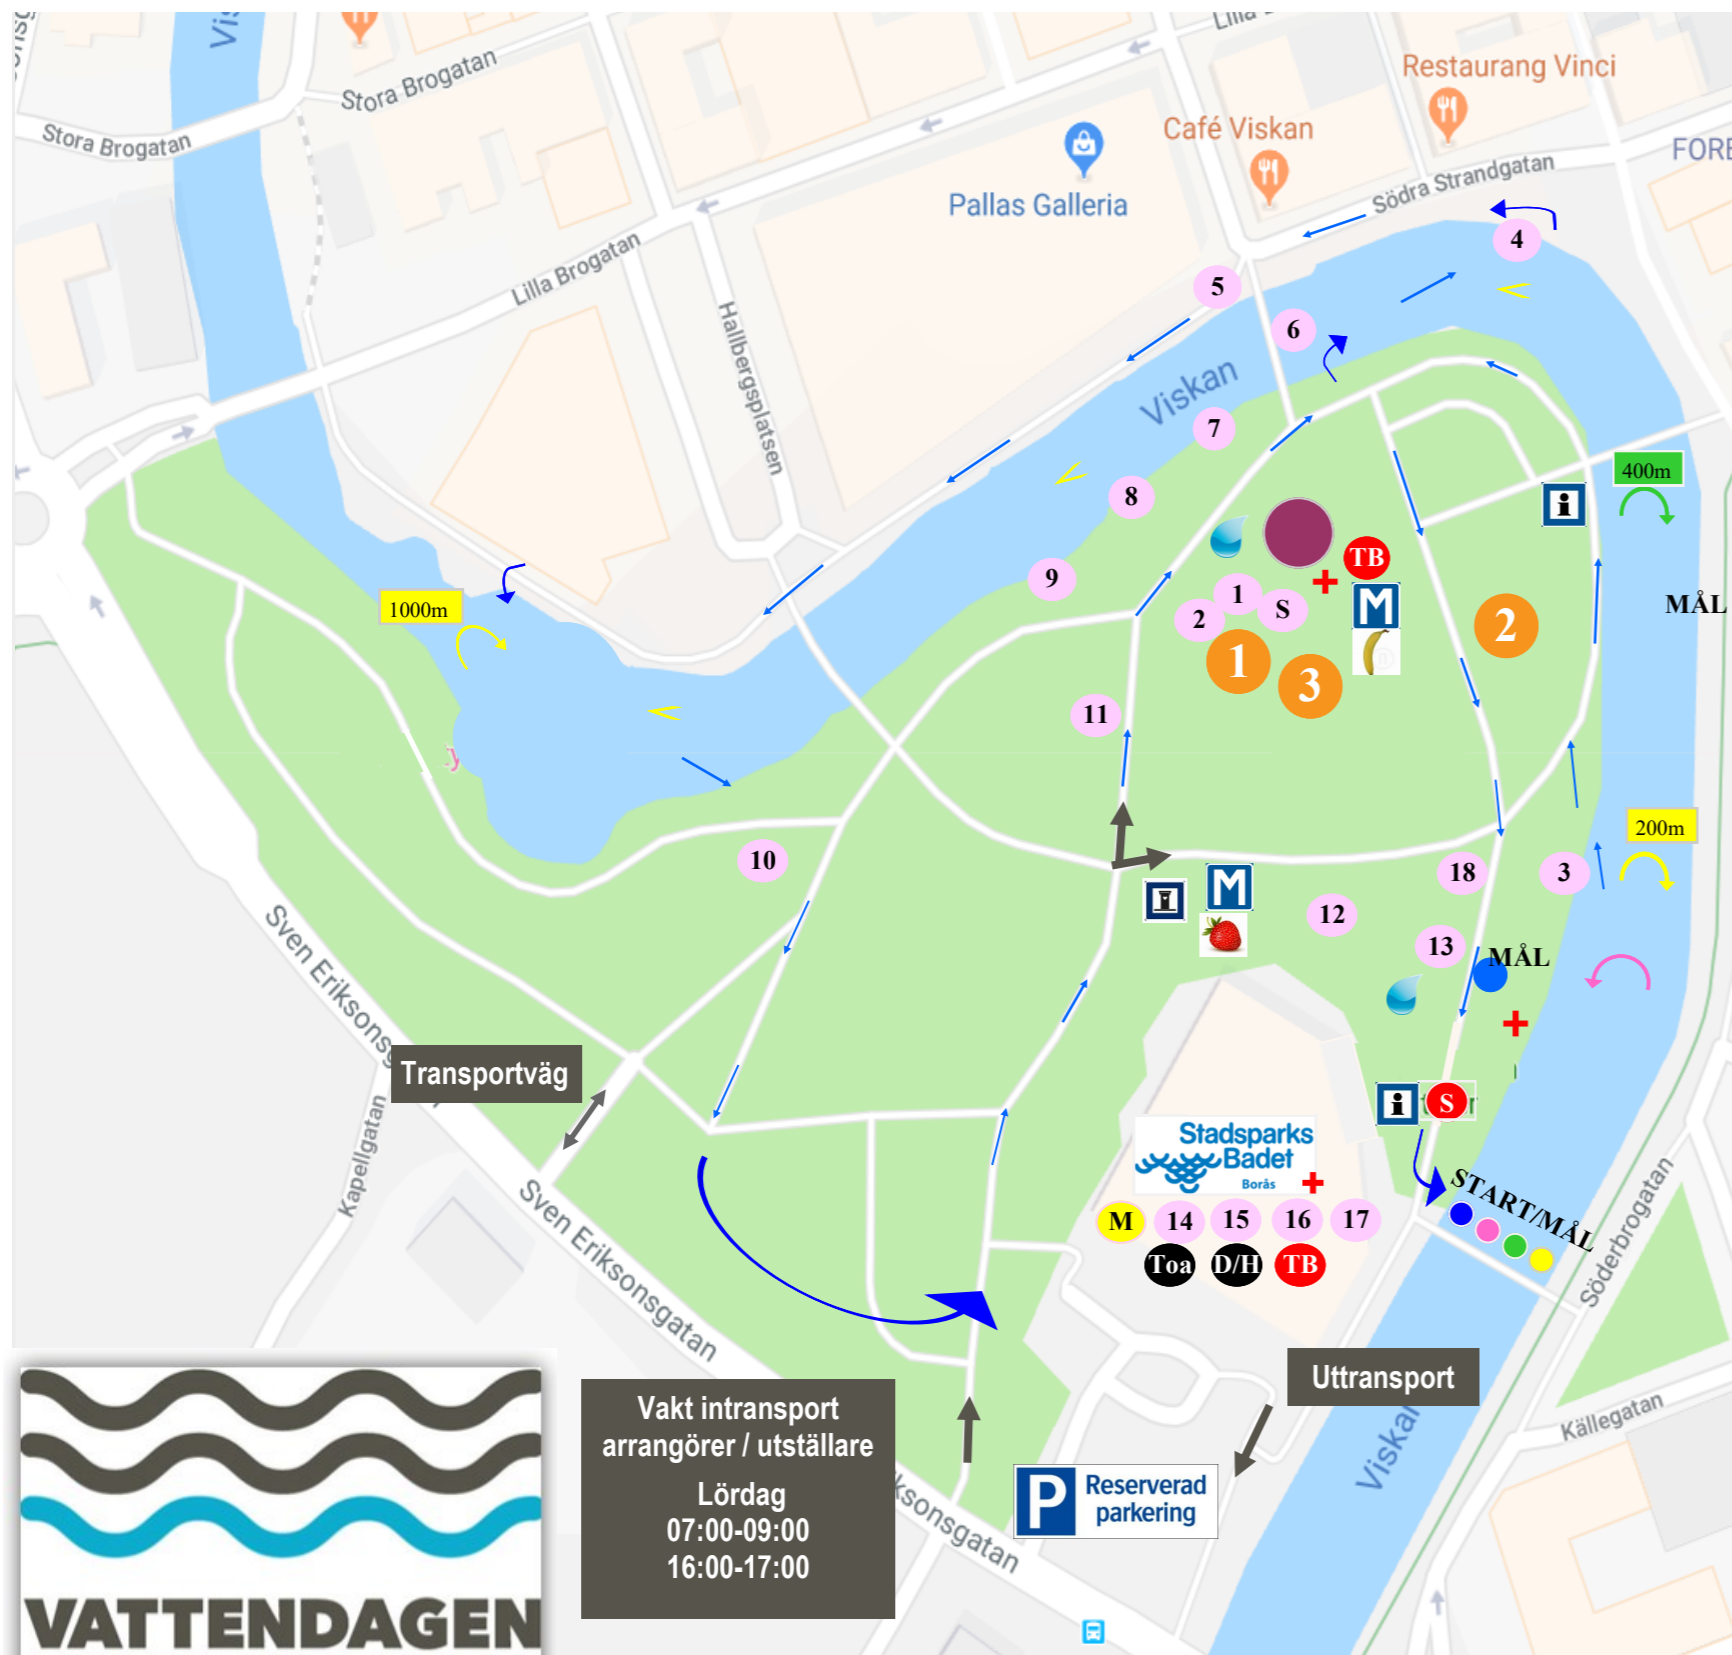 Stora Brogatan
Stora Brogatan
Lilla Brogatan
Hallbergsplatsen
Restaurang Vinci
Café Viskan
Pallas Galleria
Södra Strandgatan
4
5
6
Viskan
7
8
9
400m
i
TB
MÅL
1000m
1
2
S
M
2
1
3
11
200m
10
M
18
3
12
13
MÅL
Sven Eriksonsg
Transportväg
i
S
Kapellgatan
Stadsparks
Badet
Borås
START/MÅL
M
14
15
16
17
Toa
D/H
TB
Sven Eriksonsgatan
Söderbrogatan
Uttransport
Vakt intransport
arrangörer / utställare
Lördag
07:00-09:00
16:00-17:00
Källegatan
Viskan
P
Reserverad
parkering
ksonsgatan
VATTENDAGEN